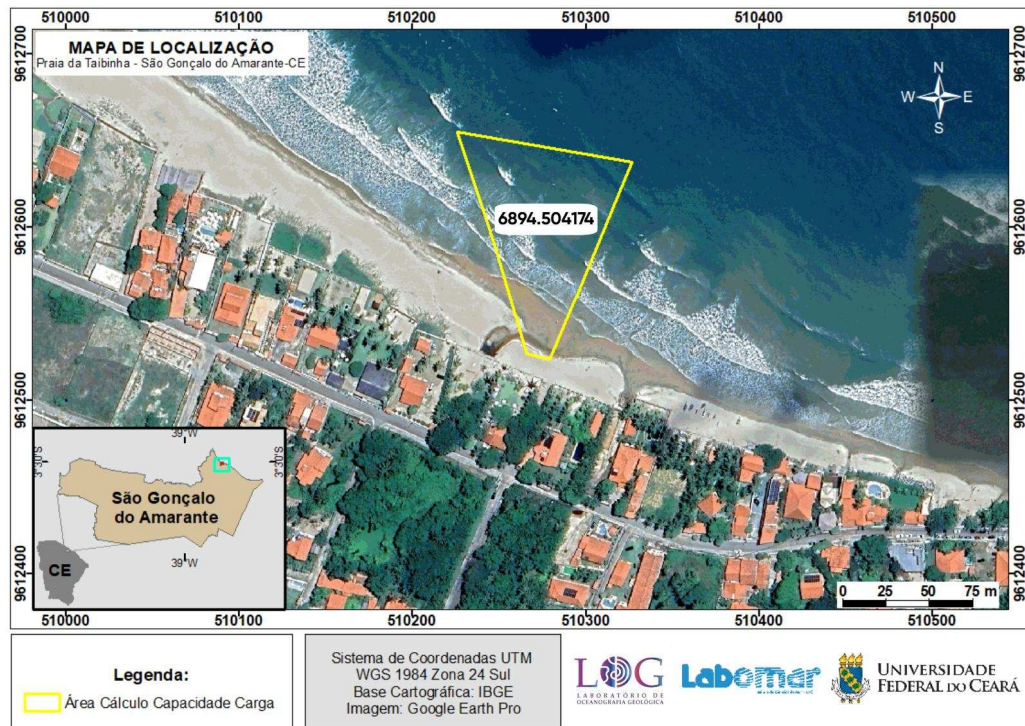 510000 510100 510200 510300 510400 510500
MAPA DE LOCALIZAÇÃO
Praia da Taibinha - São Gonçalo do Amarante-CE
N
W E
S
9612700 9612700
6894.504174
9612600 9612600
9612500 9612500
39°W
3°30'S 3°30'S
São Gonçalo
do Amarante
39°W
CE
9612400 9612400
0 25 50 75 m
510000 510100 510200 510300 510400 510500
Legenda:
Área Cálculo Capacidade Carga
Sistema de Coordenadas UTM
WGS 1984 Zona 24 Sul
Base Cartográfica: IBGE
Imagem: Google Earth Pro
LOG
LABORATÓRIO DE
OCEANOGRAFIA GEOLÓGICA
Labomar
UNIVERSIDADE
FEDERAL DO CEARÁ